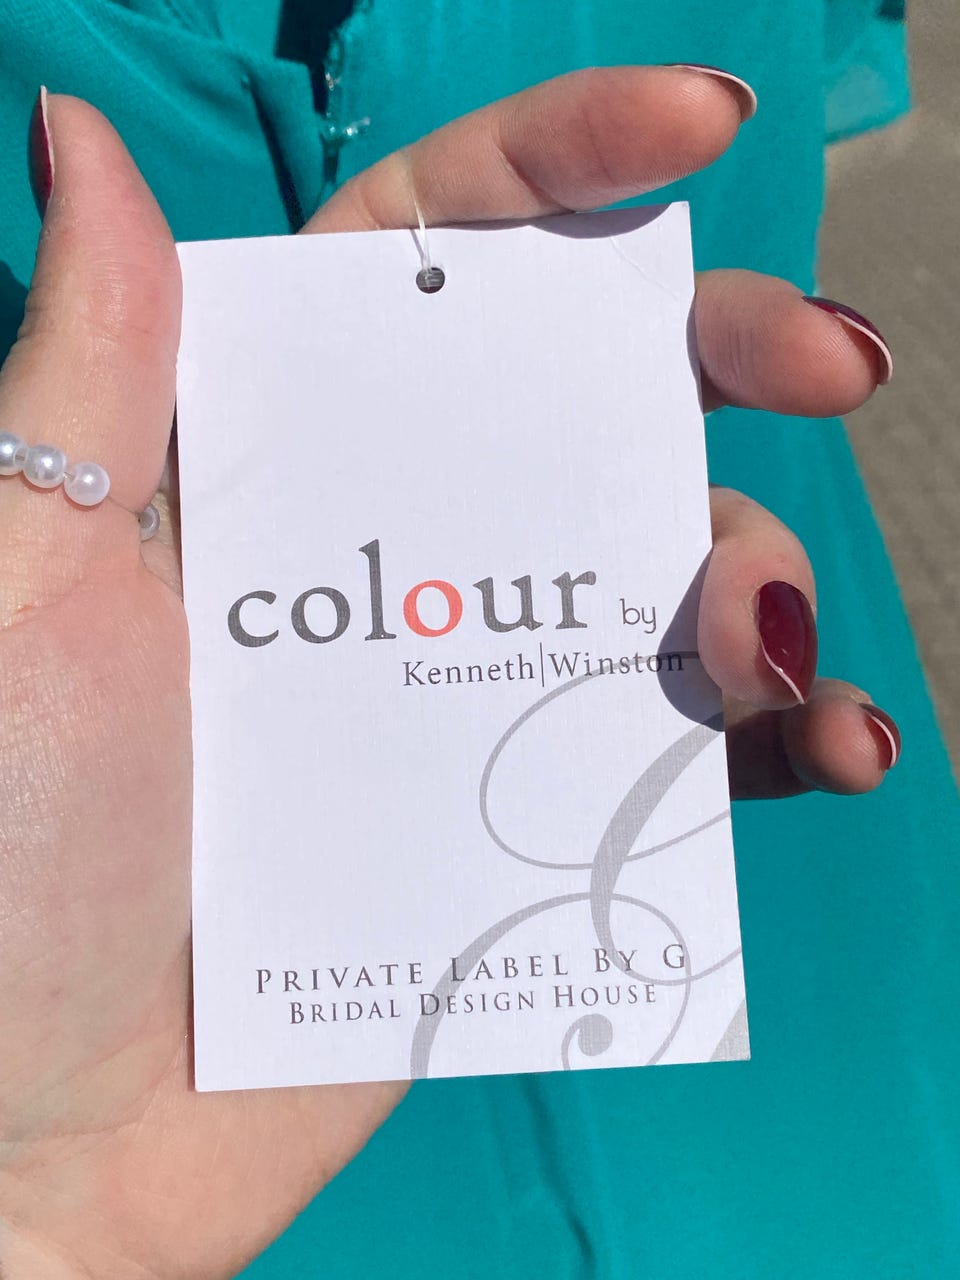 colour by
Kenneth|Winston
PRIVATE LABEL BY G
BRIDAL DESIGN HOUSE